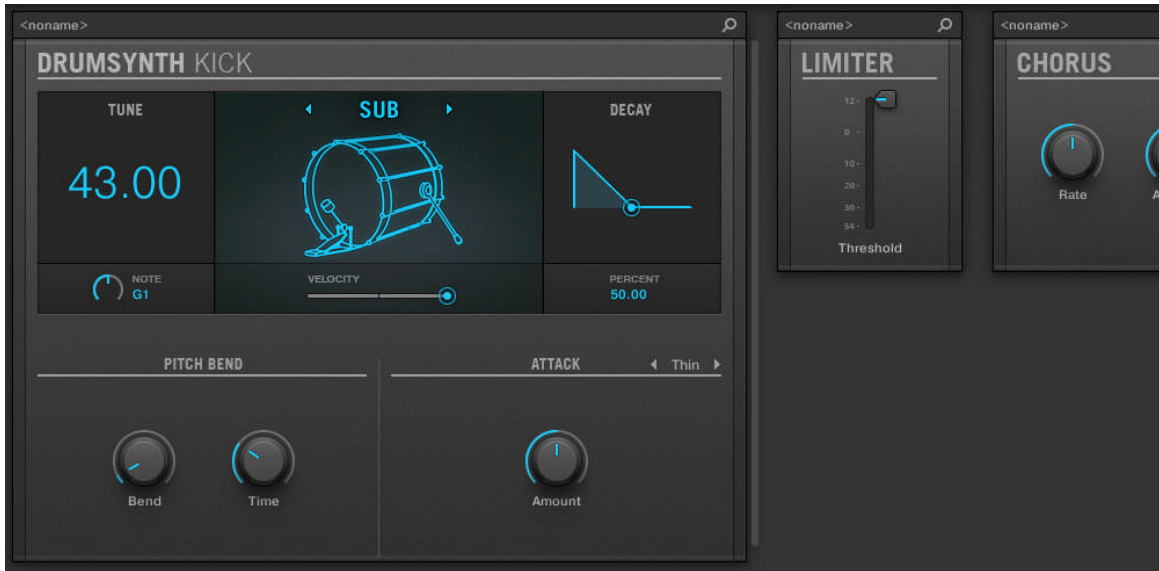 <noname>
DRUMSYNTH KICK
TUNE
SUB
DECAY
43.00
NOTE
G1
VELOCITY
PERCENT
50.00
PITCH BEND
ATTACK
Thin
Bend
Time
Amount
<noname>
LIMITER
12
0
10
20
30
54
Threshold
<noname>
CHORUS
Rate
A